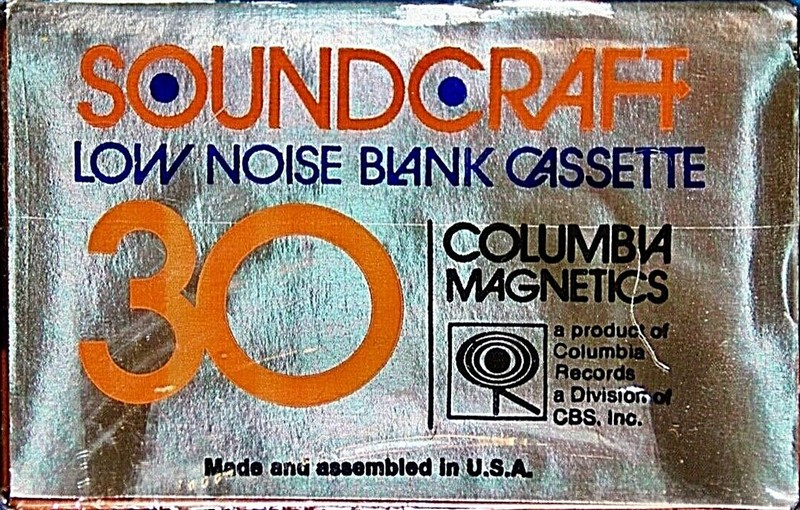 SOUNDCRAFT
LOW NOISE BLANK CASSETTE
30
COLUMBIA
MAGNETICS
a product of
Columbia
Records
a Division of
CBS, Inc.
Made and assembled in U.S.A.